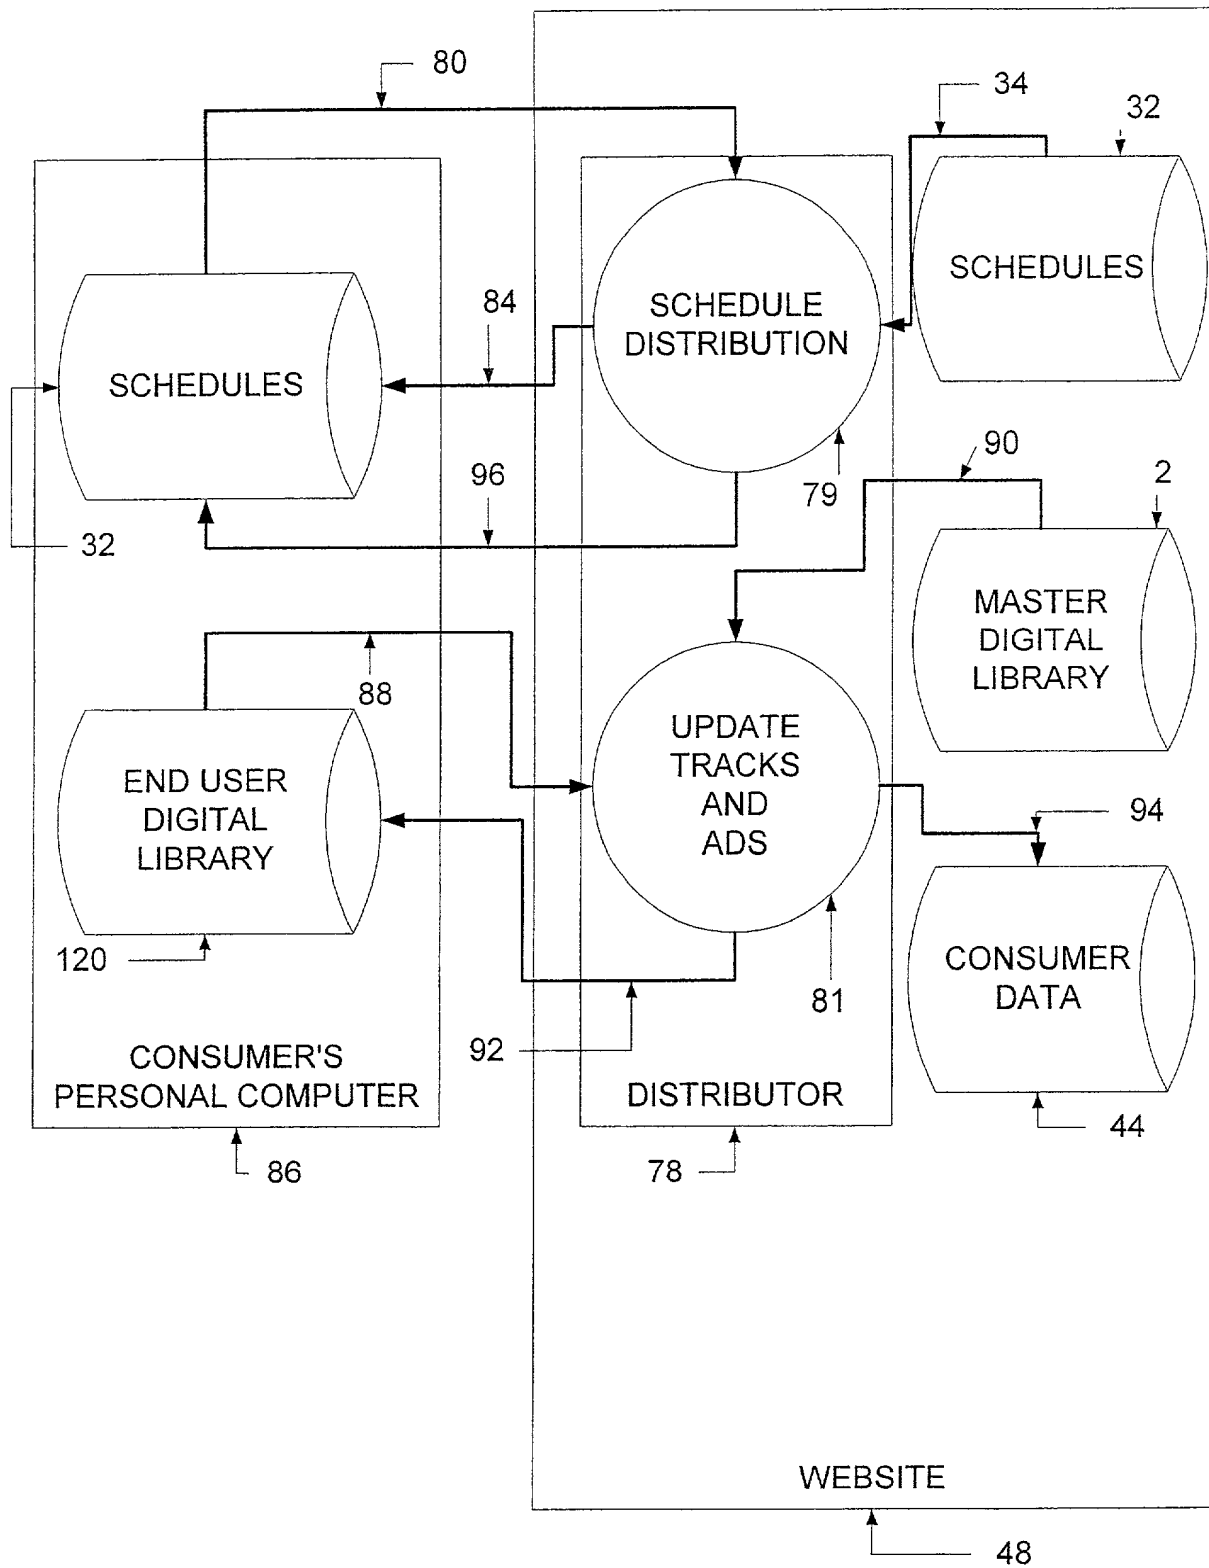 80
34
32
SCHEDULES
SCHEDULE
DISTRIBUTION
84
SCHEDULES
96
79
90
2
32
MASTER
DIGITAL
LIBRARY
88
UPDATE
TRACKS
AND
ADS
END USER
DIGITAL
LIBRARY
94
120
CONSUMER
DATA
81
92
CONSUMER'S
PERSONAL COMPUTER
DISTRIBUTOR
44
86
78
WEBSITE
48